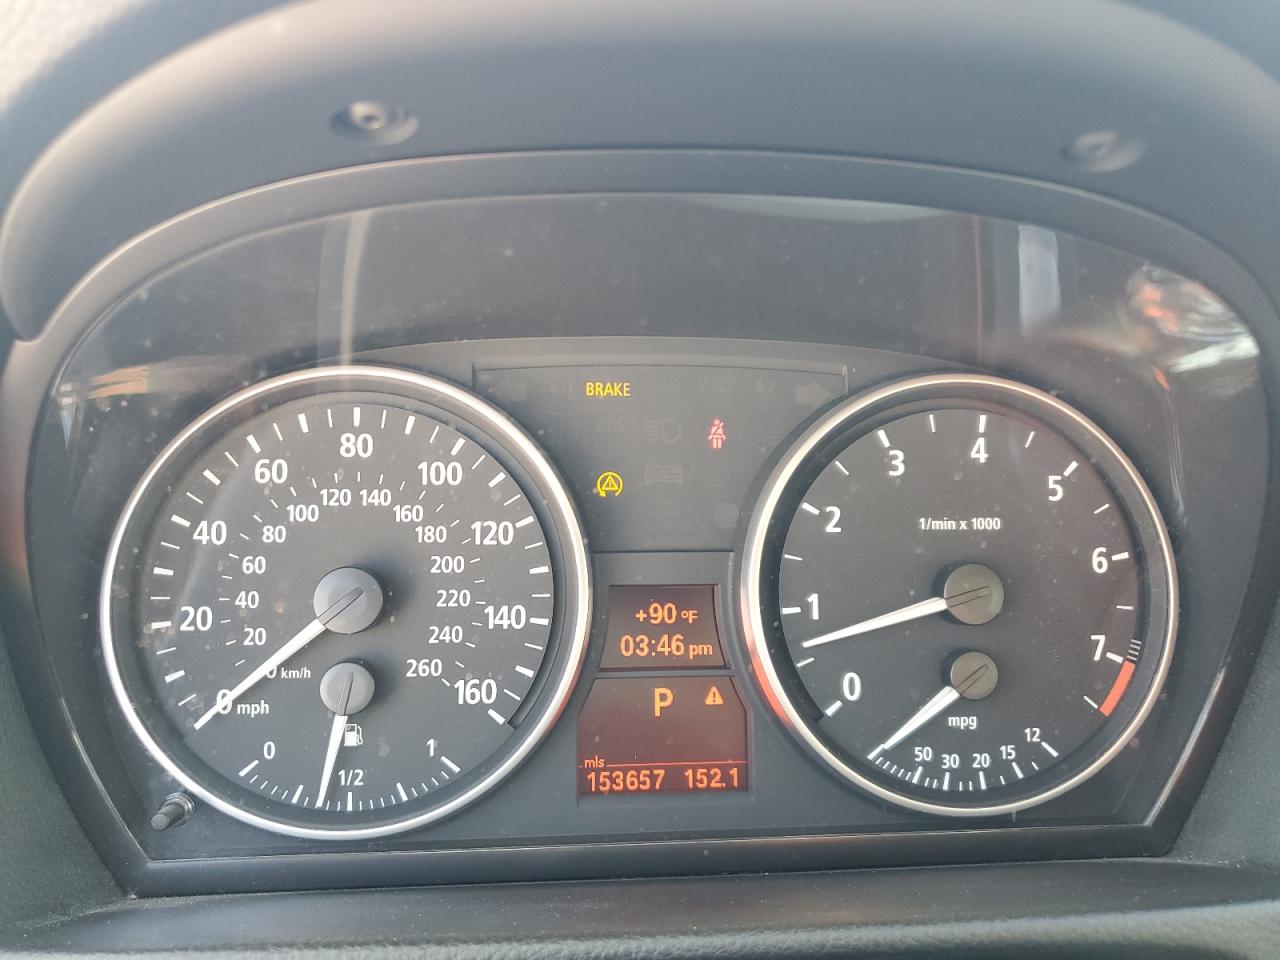 BRAKE
80
60 100
40 120
20 140
0 mph 160
120 140
100 160
80 180
60 200
40 220
20 240
0 km/h 260
0 1/2 1
+90 °F
03:46 pm
P
mls
153657 152.1
4
3 5
2 6
1 7
0
1/min x 1000
mpg
50 30 20 15 12